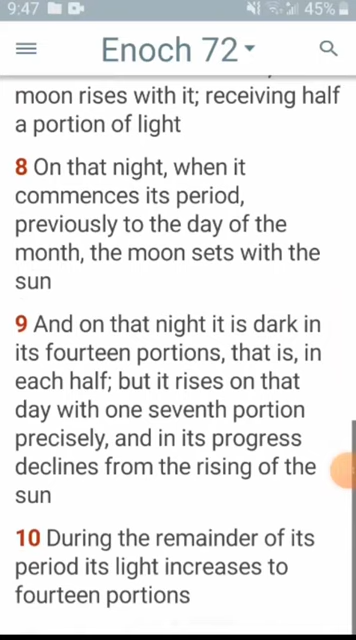 9:47 45%
Enoch 72
moon rises with it; receiving half
a portion of light
8 On that night, when it
commences its period,
previously to the day of the
month, the moon sets with the
sun
9 And on that night it is dark in
its fourteen portions, that is, in
each half; but it rises on that
day with one seventh portion
precisely, and in its progress
declines from the rising of the
sun
10 During the remainder of its
period its light increases to
fourteen portions